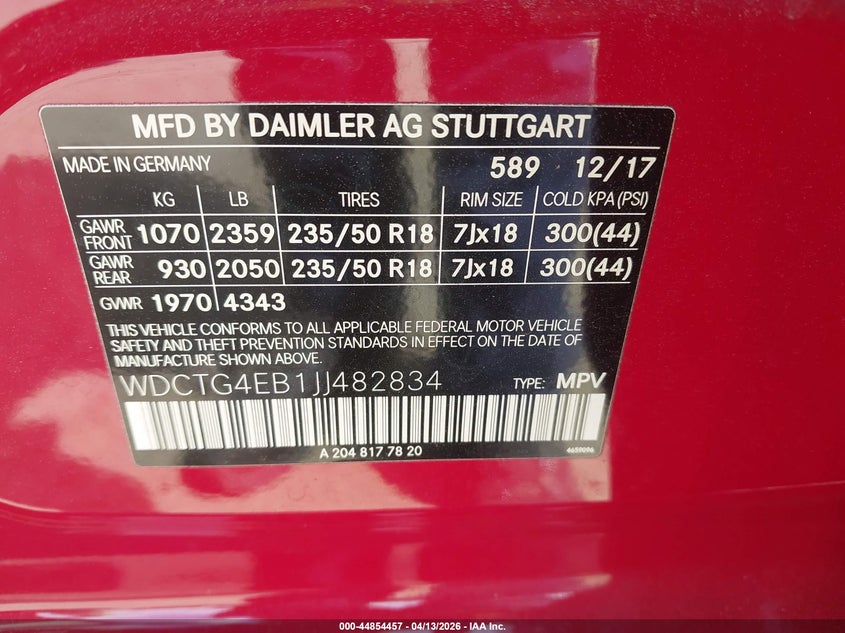 MFD BY DAIMLER AG STUTTGART
MADE IN GERMANY 589 12/17
KG LB TIRES RIM SIZE COLD KPA (PSI)
GAWR FRONT 1070 2359 235/50 R18 7Jx18 300(44)
GAWR REAR 930 2050 235/50 R18 7Jx18 300(44)
GVWR 1970 4343
THIS VEHICLE CONFORMS TO ALL APPLICABLE FEDERAL MOTOR VEHICLE
SAFETY AND THEFT PREVENTION STANDARDS IN EFFECT ON THE DATE OF
MANUFACTURE SHOWN ABOVE.
WDCTG4EB1JJ482834 TYPE: MPV
A 204 817 78 20 4659096
000-44854457 - 04/13/2026 - IAA Inc.